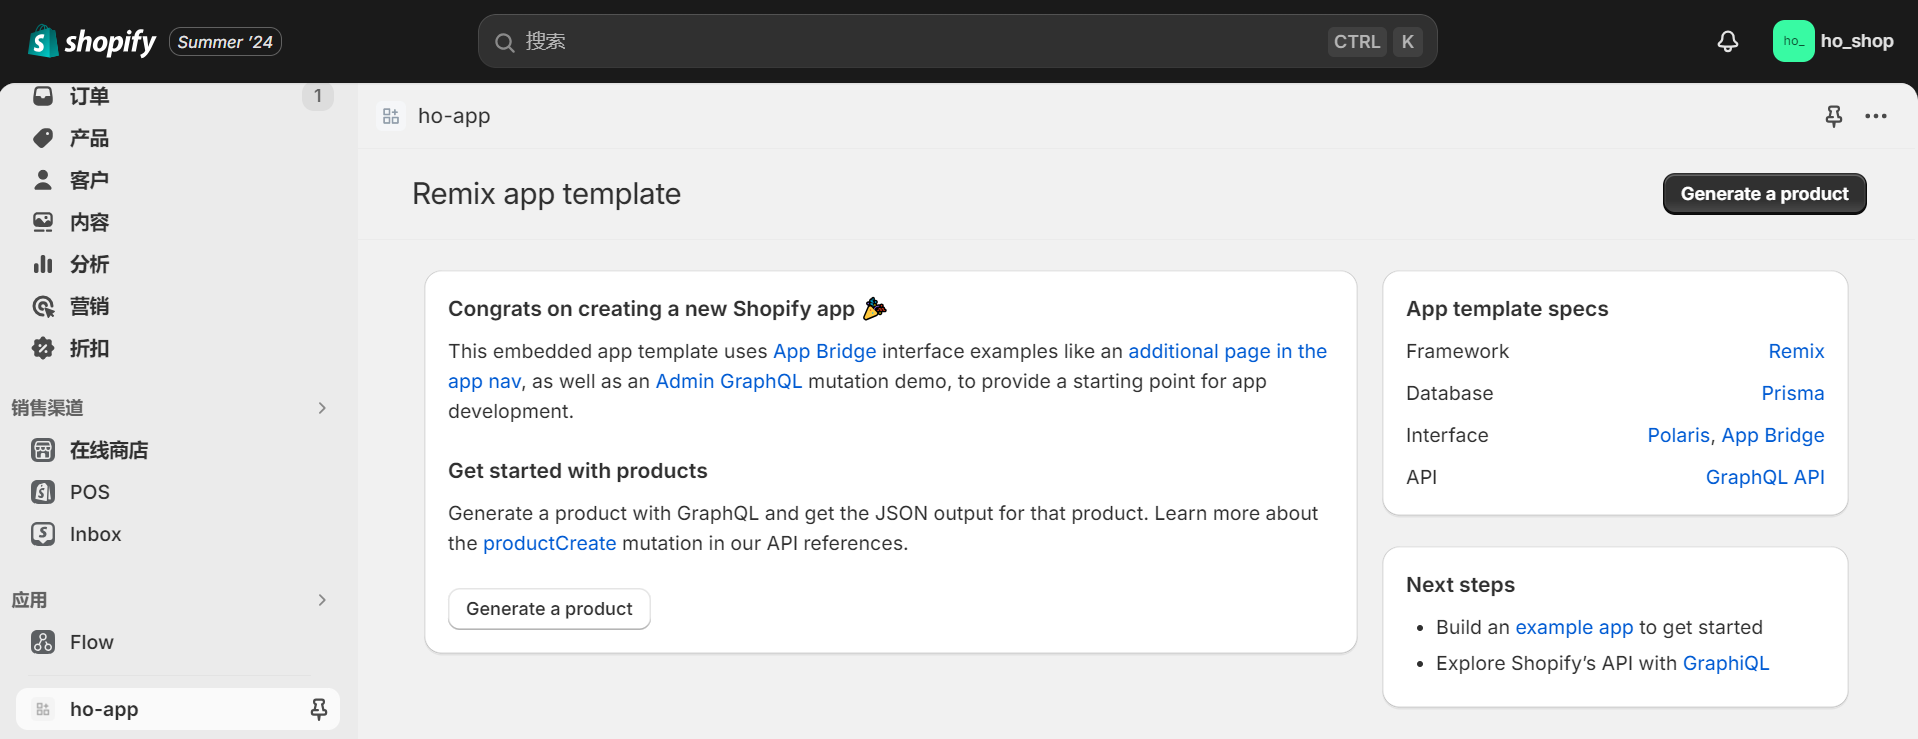 shopify Summer ’24
搜索 CTRL K
ho_ ho_shop
订单 1
产品
客户
内容
分析
营销
折扣
销售渠道
在线商店
POS
Inbox
应用
Flow
ho-app
ho-app
Remix app template
Generate a product
Congrats on creating a new Shopify app 🎉
This embedded app template uses App Bridge interface examples like an additional page in the
app nav, as well as an Admin GraphQL mutation demo, to provide a starting point for app
development.
Get started with products
Generate a product with GraphQL and get the JSON output for that product. Learn more about
the productCreate mutation in our API references.
Generate a product
App template specs
Framework Remix
Database Prisma
Interface Polaris, App Bridge
API GraphQL API
Next steps
• Build an example app to get started
• Explore Shopify’s API with GraphiQL